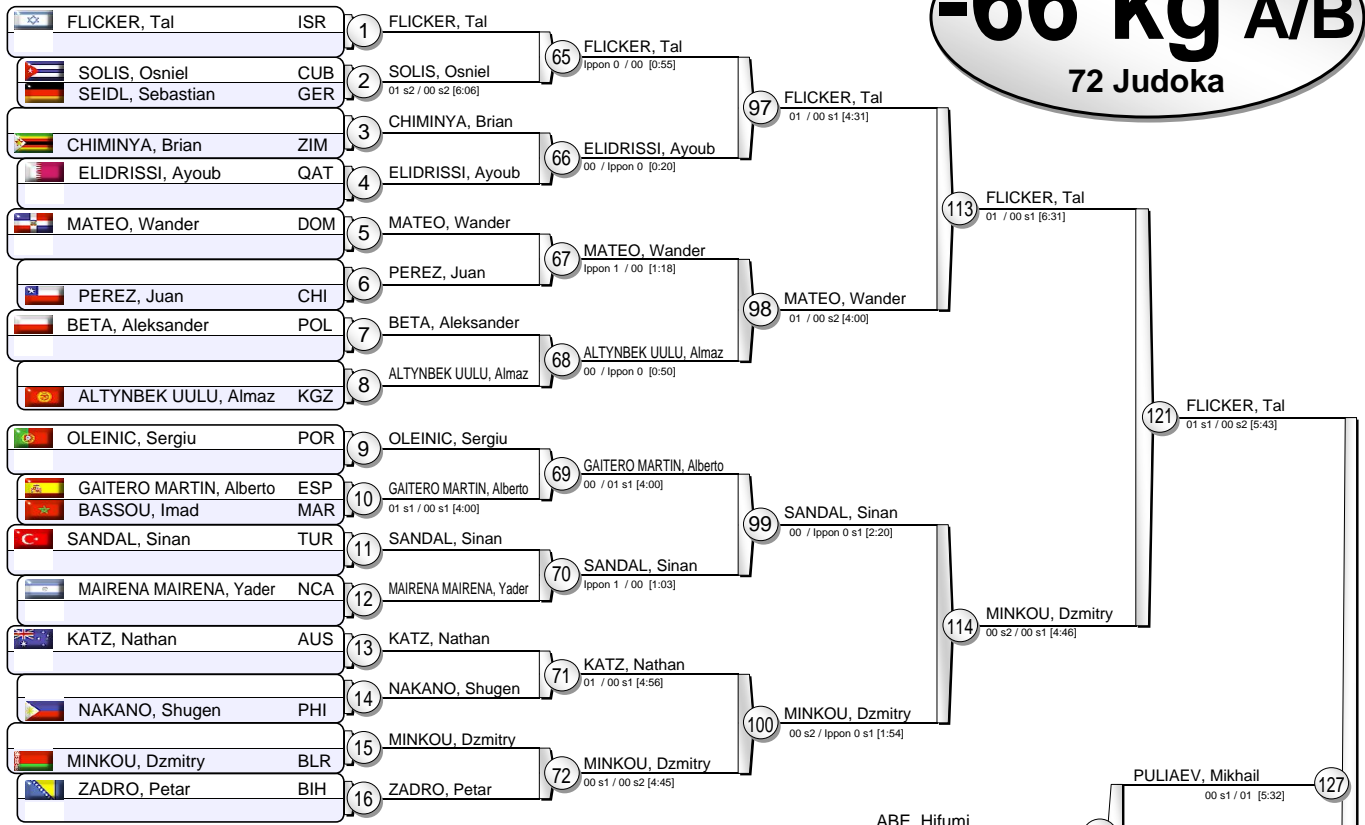 -66 Kg A/B
72 Judoka
FLICKER, Tal ISR
SOLIS, Osniel CUB
SEIDL, Sebastian GER
CHIMINYA, Brian ZIM
ELIDRISSI, Ayoub QAT
MATEO, Wander DOM
PEREZ, Juan CHI
BETA, Aleksander POL
ALTYNBEK UULU, Almaz KGZ
OLEINIC, Sergiu POR
GAITERO MARTIN, Alberto ESP
BASSOU, Imad MAR
SANDAL, Sinan TUR
MAIRENA MAIRENA, Yader NCA
KATZ, Nathan AUS
NAKANO, Shugen PHI
MINKOU, Dzmitry BLR
ZADRO, Petar BIH
1 FLICKER, Tal
2 SOLIS, Osniel
01 s2 / 00 s2 [6:06]
3 CHIMINYA, Brian
4 ELIDRISSI, Ayoub
5 MATEO, Wander
6 PEREZ, Juan
7 BETA, Aleksander
8 ALTYNBEK UULU, Almaz
9 OLEINIC, Sergiu
10 GAITERO MARTIN, Alberto
01 s1 / 00 s1 [4:00]
11 SANDAL, Sinan
12 MAIRENA MAIRENA, Yader
13 KATZ, Nathan
14 NAKANO, Shugen
15 MINKOU, Dzmitry
16 ZADRO, Petar
65 FLICKER, Tal
Ippon 0 / 00 [0:55]
66 ELIDRISSI, Ayoub
00 / Ippon 0 [0:20]
67 MATEO, Wander
Ippon 1 / 00 [1:18]
68 ALTYNBEK UULU, Almaz
00 / Ippon 0 [0:50]
69 GAITERO MARTIN, Alberto
00 / 01 s1 [4:00]
70 SANDAL, Sinan
Ippon 1 / 00 [1:03]
71 KATZ, Nathan
01 / 00 s1 [4:56]
72 MINKOU, Dzmitry
00 s1 / 00 s2 [4:45]
97 FLICKER, Tal
01 / 00 s1 [4:31]
98 MATEO, Wander
01 / 00 s2 [4:00]
99 SANDAL, Sinan
00 / Ippon 0 s1 [2:20]
100 MINKOU, Dzmitry
00 s2 / Ippon 0 s1 [1:54]
113 FLICKER, Tal
01 / 00 s1 [6:31]
114 MINKOU, Dzmitry
00 s2 / 00 s1 [4:46]
121 FLICKER, Tal
01 s1 / 00 s2 [5:43]
PULIAEV, Mikhail 127
00 s1 / 01 [5:32]
ABE, Hifumi